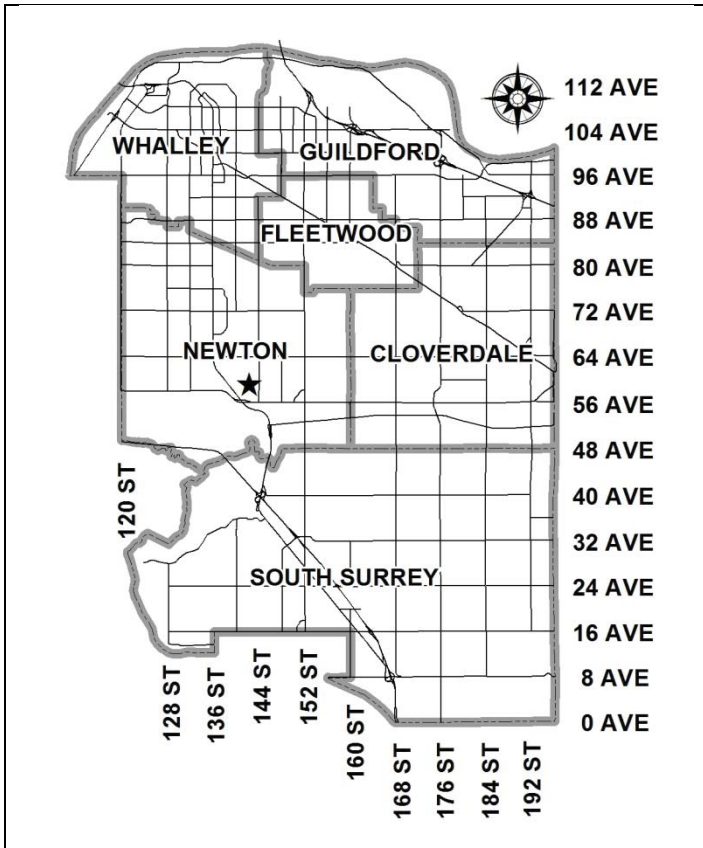 112 AVE
104 AVE
WHALLEY
GUILDFORD
96 AVE
88 AVE
FLEETWOOD
80 AVE
72 AVE
NEWTON
CLOVERDALE
64 AVE
56 AVE
48 AVE
120 ST
40 AVE
32 AVE
SOUTH SURREY
24 AVE
16 AVE
128 ST
136 ST
144 ST
152 ST
160 ST
8 AVE
0 AVE
168 ST
176 ST
184 ST
192 ST